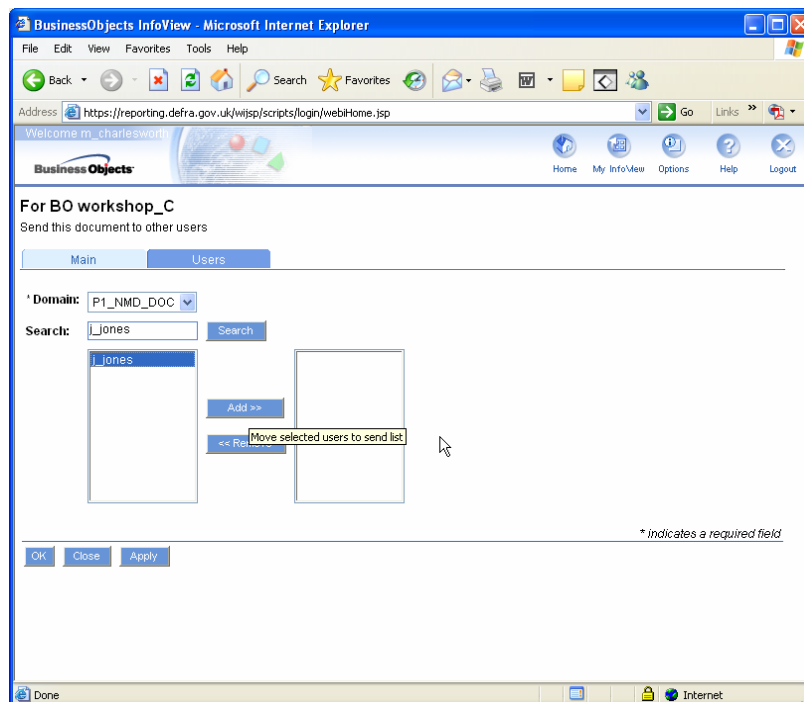 BusinessObjects InfoView - Microsoft Internet Explorer
File Edit View Favorites Tools Help
Back Search Favorites
Address https://reporting.defra.gov.uk/wijsp/scripts/login/webiHome.jsp Go Links »
Welcome m_charlesworth
Business Objects
Home My InfoView Options Help Logout
For BO workshop_C
Send this document to other users
Main Users
* Domain: P1_NMD_DOC
Search: j_jones Search
j_jones
Add >>
Move selected users to send list
<< Remove
* indicates a required field
OK Close Apply
Done Internet